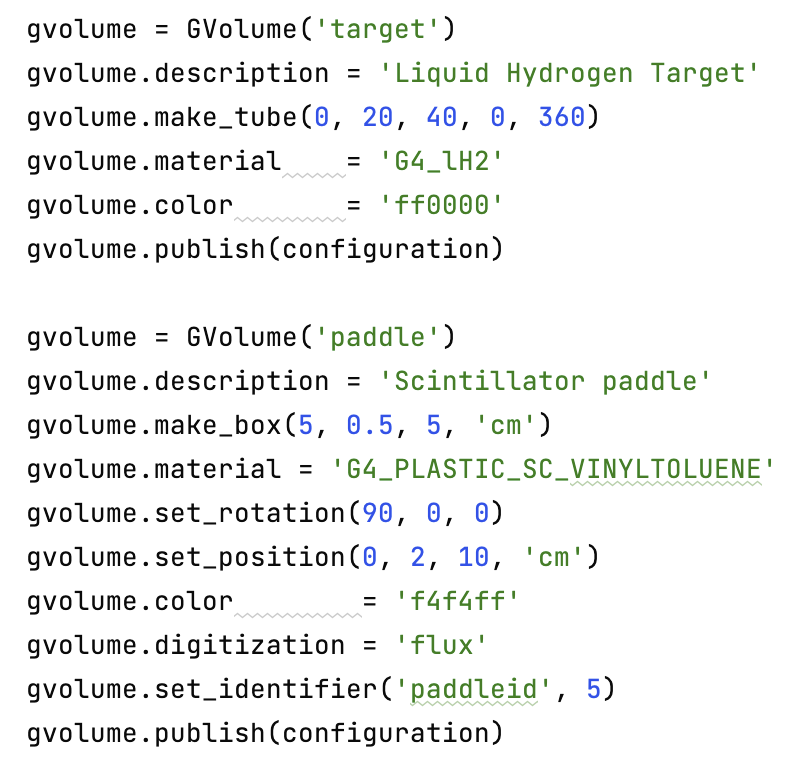 gvolume = GVolume('target')
gvolume.description = 'Liquid Hydrogen Target'
gvolume.make_tube(0, 20, 40, 0, 360)
gvolume.material    = 'G4_lH2'
gvolume.color       = 'ff0000'
gvolume.publish(configuration)

gvolume = GVolume('paddle')
gvolume.description = 'Scintillator paddle'
gvolume.make_box(5, 0.5, 5, 'cm')
gvolume.material = 'G4_PLASTIC_SC_VINYLTOLUENE'
gvolume.set_rotation(90, 0, 0)
gvolume.set_position(0, 2, 10, 'cm')
gvolume.color        = 'f4f4ff'
gvolume.digitization = 'flux'
gvolume.set_identifier('paddleid', 5)
gvolume.publish(configuration)